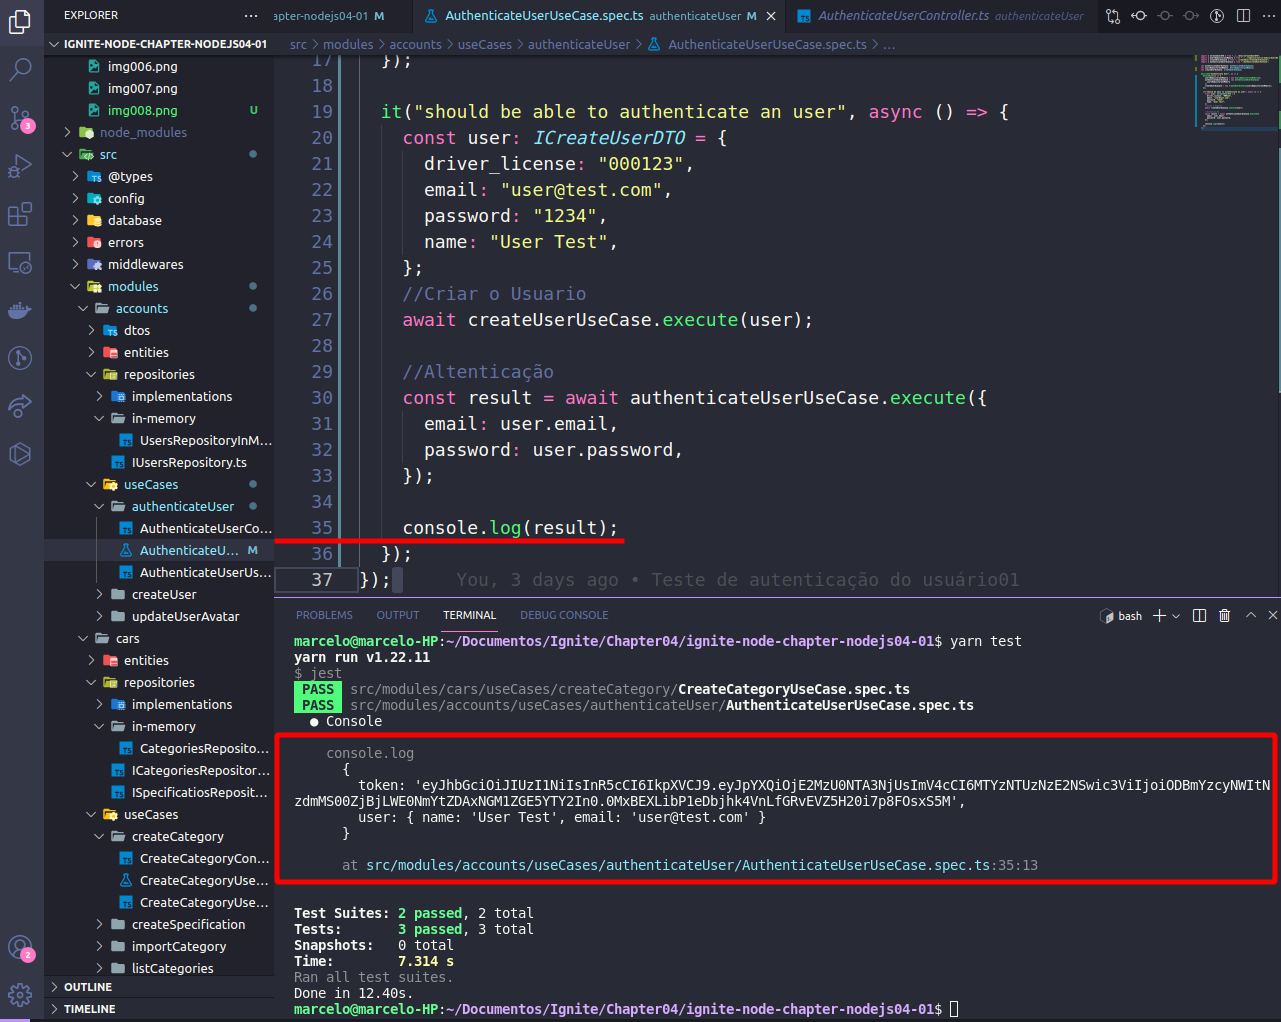 EXPLORER
···
apter-nodejs04-01 M
AuthenticateUserUseCase.spec.ts authenticateUser M
AuthenticateUserController.ts authenticateUser
IGNITE-NODE-CHAPTER-NODEJS04-01
src > modules > accounts > useCases > authenticateUser > AuthenticateUserUseCase.spec.ts > ...
img006.png
img007.png
img008.png U
node_modules
src
@types
config
database
errors
middlewares
modules
accounts
dtos
entities
repositories
implementations
in-memory
UsersRepositoryInM...
IUsersRepository.ts
useCases
authenticateUser
AuthenticateUserCo...
AuthenticateU... M
AuthenticateUserUs...
createUser
updateUserAvatar
cars
entities
repositories
implementations
in-memory
CategoriesReposito...
ICategoriesRepositor...
ISpecificatiosReposit...
useCases
createCategory
CreateCategoryCon...
CreateCategoryUse...
CreateCategoryUse...
createSpecification
importCategory
listCategories
OUTLINE
TIMELINE
3
2
17 });
18
19 it("should be able to authenticate an user", async () => {
20 const user: ICreateUserDTO = {
21 driver_license: "000123",
22 email: "user@test.com",
23 password: "1234",
24 name: "User Test",
25 };
26 //Criar o Usuario
27 await createUserUseCase.execute(user);
28
29 //Altenticação
30 const result = await authenticateUserUseCase.execute({
31 email: user.email,
32 password: user.password,
33 });
34
35 console.log(result);
36 });
37 }); You, 3 days ago • Teste de autenticação do usuário01
PROBLEMS OUTPUT TERMINAL DEBUG CONSOLE
bash
marcelo@marcelo-HP:~/Documentos/Ignite/Chapter04/ignite-node-chapter-nodejs04-01$ yarn test
yarn run v1.22.11
$ jest
PASS src/modules/cars/useCases/createCategory/CreateCategoryUseCase.spec.ts
PASS src/modules/accounts/useCases/authenticateUser/AuthenticateUserUseCase.spec.ts
● Console
console.log
{
token: 'eyJhbGciOiJIUzI1NiIsInR5cCI6IkpXVCJ9.eyJpYXQiOjE2MzU0NTA3NjUsImV4cCI6MTYzNTUzNzE2NSwic3ViIjoiODBmYzcyNWItN
zdmMS00ZjBjLWE0NmYtZDAxNGM1ZGE5YTY2In0.0MxBEXLibP1eDbjhk4VnLfGRvEVZ5H20i7p8FOsxS5M',
user: { name: 'User Test', email: 'user@test.com' }
}
at src/modules/accounts/useCases/authenticateUser/AuthenticateUserUseCase.spec.ts:35:13
Test Suites: 2 passed, 2 total
Tests: 3 passed, 3 total
Snapshots: 0 total
Time: 7.314 s
Ran all test suites.
Done in 12.40s.
marcelo@marcelo-HP:~/Documentos/Ignite/Chapter04/ignite-node-chapter-nodejs04-01$